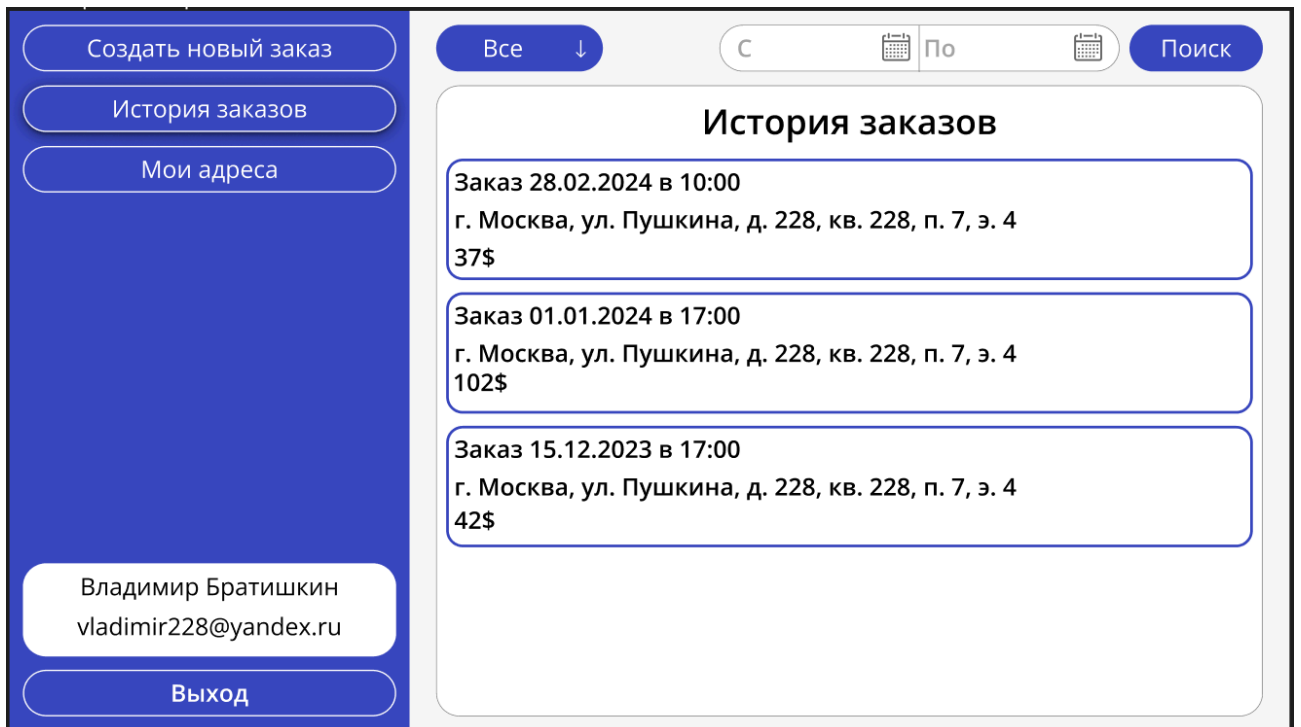 Создать новый заказ
История заказов
Мои адреса
Владимир Братишкин
vladimir228@yandex.ru
Выход
Все ↓
С
По
Поиск
История заказов
Заказ 28.02.2024 в 10:00
г. Москва, ул. Пушкина, д. 228, кв. 228, п. 7, э. 4
37$
Заказ 01.01.2024 в 17:00
г. Москва, ул. Пушкина, д. 228, кв. 228, п. 7, э. 4
102$
Заказ 15.12.2023 в 17:00
г. Москва, ул. Пушкина, д. 228, кв. 228, п. 7, э. 4
42$